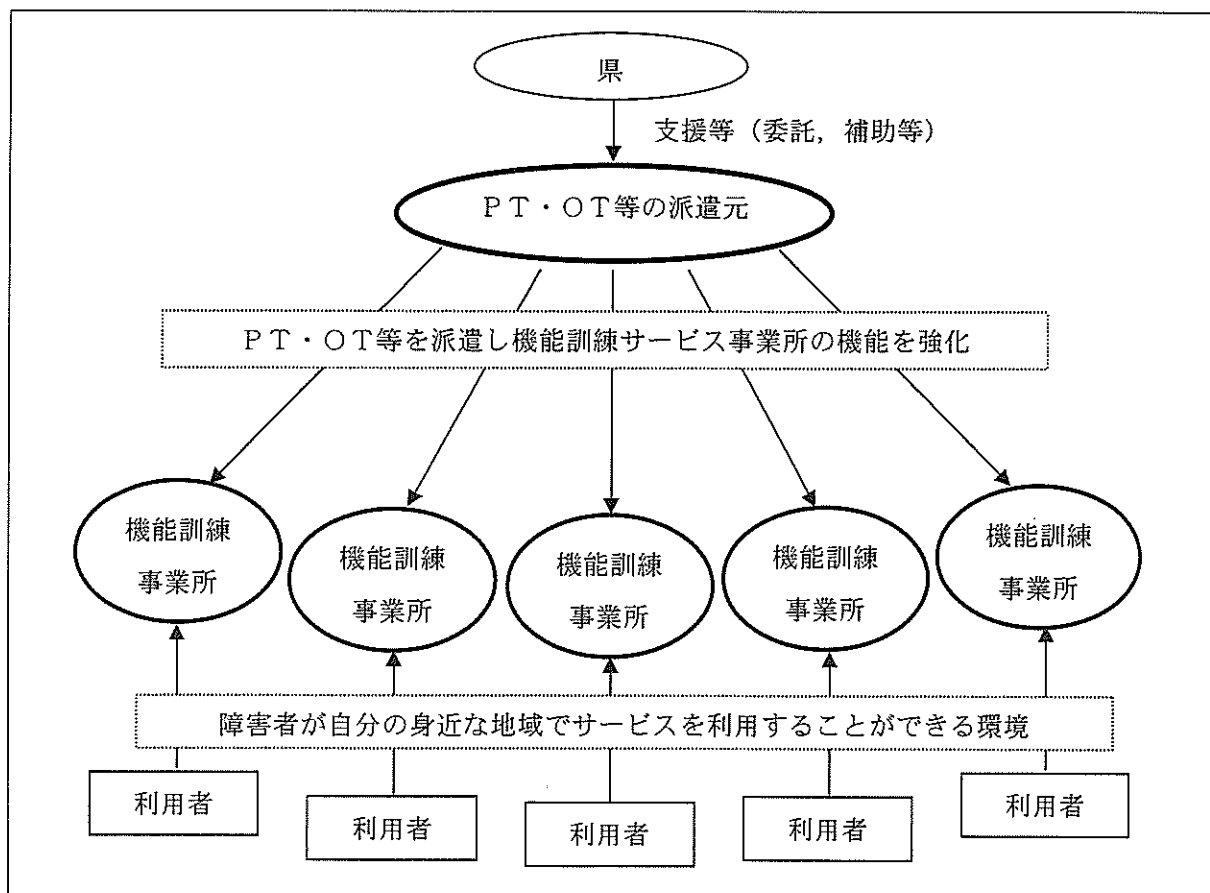 県
支援等（委託，補助等）
ＰＴ・ＯＴ等の派遣元
ＰＴ・ＯＴ等を派遣し機能訓練サービス事業所の機能を強化
機能訓練
事業所
機能訓練
事業所
機能訓練
事業所
機能訓練
事業所
機能訓練
事業所
障害者が自分の身近な地域でサービスを利用することができる環境
利用者
利用者
利用者
利用者
利用者